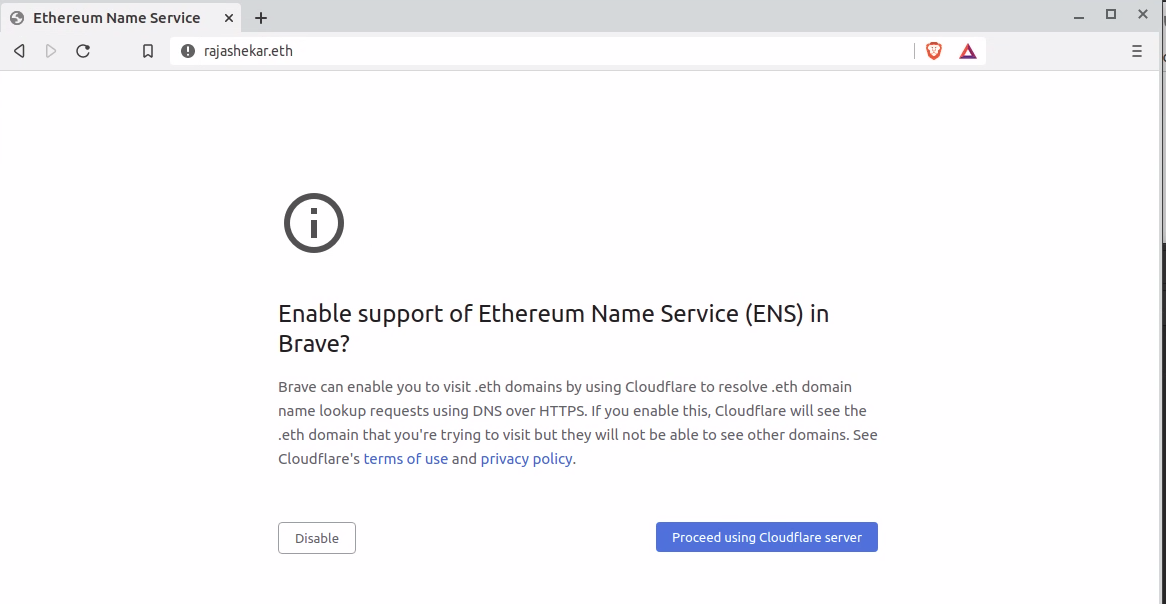 Ethereum Name Service
rajashekar.eth
Enable support of Ethereum Name Service (ENS) in
Brave?
Brave can enable you to visit .eth domains by using Cloudflare to resolve .eth domain
name lookup requests using DNS over HTTPS. If you enable this, Cloudflare will see the
.eth domain that you're trying to visit but they will not be able to see other domains. See
Cloudflare's terms of use and privacy policy.
Disable
Proceed using Cloudflare server